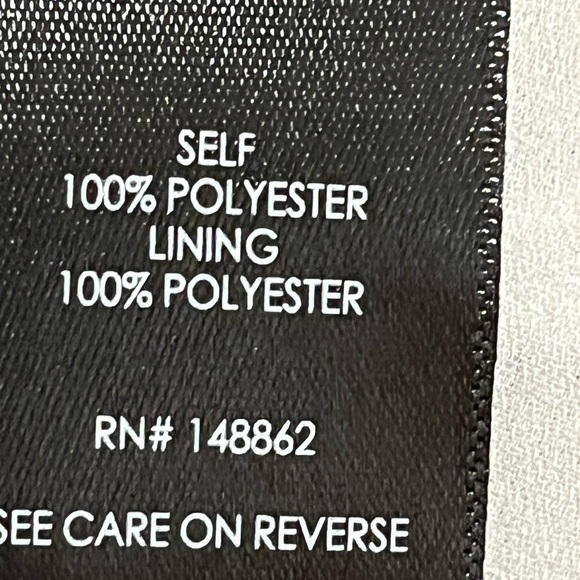 SELF
100% POLYESTER
LINING
100% POLYESTER
RN# 148862
SEE CARE ON REVERSE